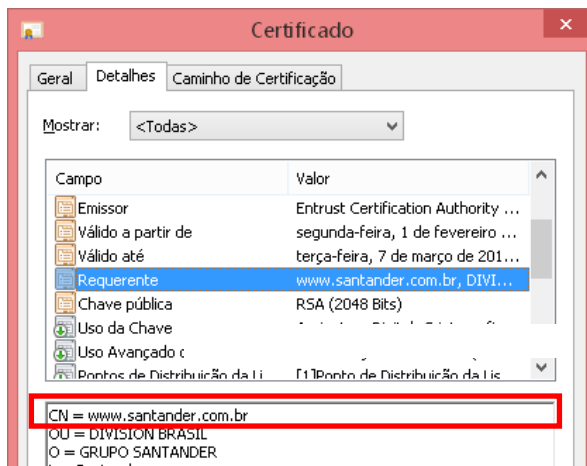 Certificado
Geral Detalhes Caminho de Certificação
Mostrar: <Todas>
Campo Valor
Emissor Entrust Certification Authority ...
Válido a partir de segunda-feira, 1 de fevereiro ...
Válido até terça-feira, 7 de março de 201...
Requerente www.santander.com.br, DIVI...
Chave pública RSA (2048 Bits)
Uso da Chave
Uso Avançado
Pontos de Distribuição da Li [1]Ponto de Distribuição da Lis
CN = www.santander.com.br
OU = DIVISION BRASIL
O = GRUPO SANTANDER